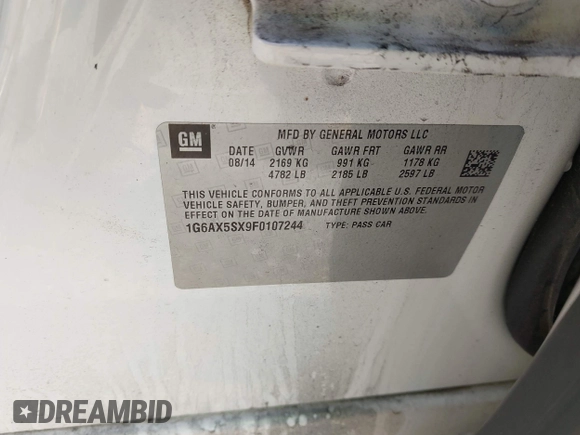 GM
MFD BY GENERAL MOTORS LLC
DATE GVWR GAWR FRT GAWR RR
08/14 2169 KG 991 KG 1178 KG
4782 LB 2185 LB 2597 LB
THIS VEHICLE CONFORMS TO ALL APPLICABLE U.S. FEDERAL MOTOR
VEHICLE SAFETY, BUMPER, AND THEFT PREVENTION STANDARDS IN
EFFECT ON THE DATE OF MANUFACTURE SHOWN ABOVE.
1G6AX5SX9F0107244 TYPE: PASS CAR
DREAMBID